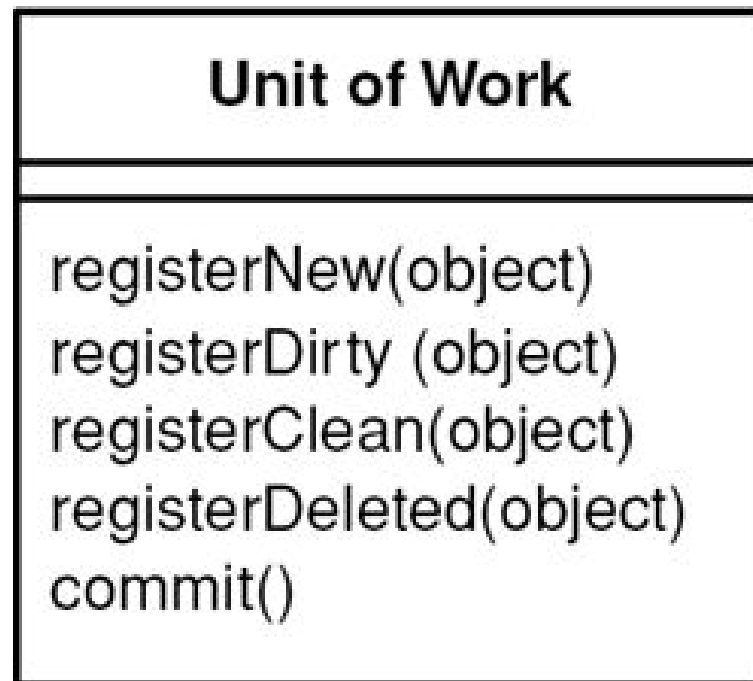 Unit of Work
registerNew(object)
registerDirty (object)
registerClean(object)
registerDeleted(object)
commit()